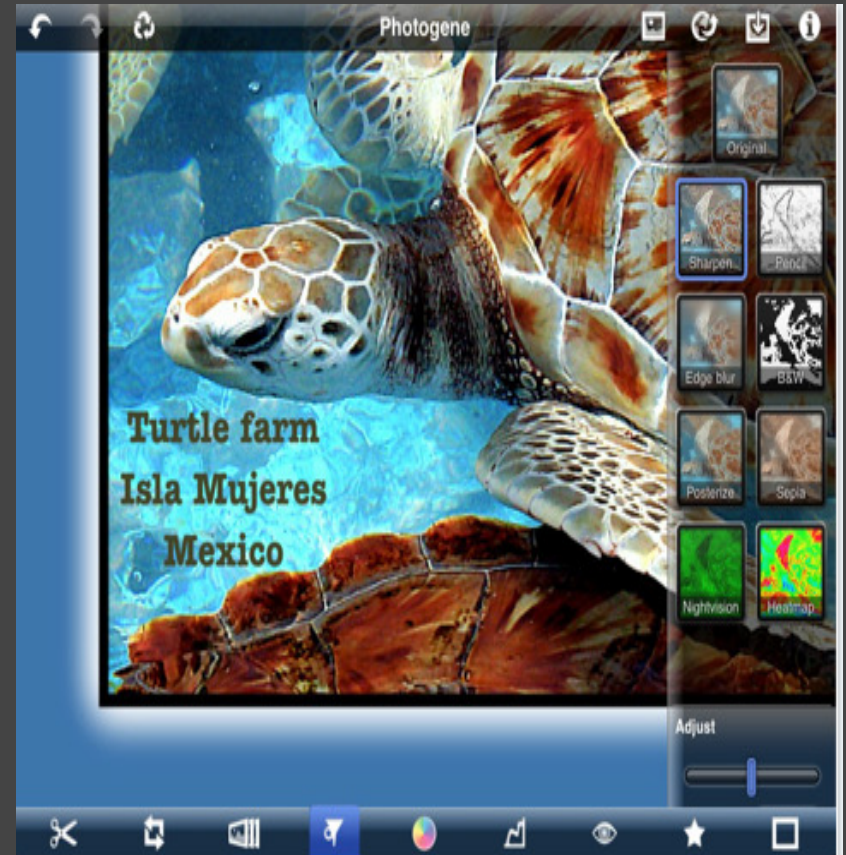 Photogene
Original
Sharpen
Pencil
Edge blur
B&W
Posterize
Sepia
Nightvision
Heatmap
Turtle farm
Isla Mujeres
Mexico
Adjust